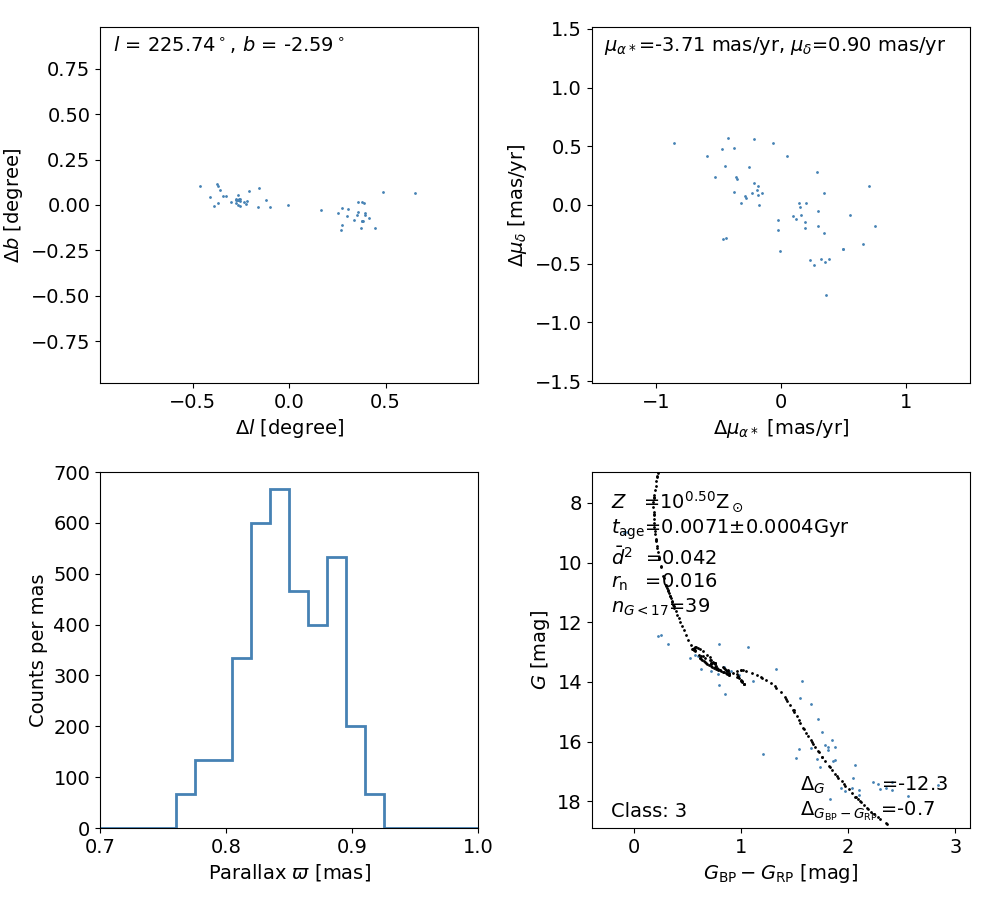 l = 225.74°, b = -2.59°
0.75
0.50
0.25
0.00
−0.25
−0.50
−0.75
Δb [degree]
−0.5 0.0 0.5
Δl [degree]
μα∗=-3.71 mas/yr, μδ=0.90 mas/yr
1.5
1.0
0.5
0.0
−0.5
−1.0
−1.5
Δμδ [mas/yr]
−1 0 1
Δμα∗ [mas/yr]
700
600
500
400
300
200
100
0
Counts per mas
0.7 0.8 0.9 1.0
Parallax ϖ [mas]
Z =10^0.50 Z⊙
t_age=0.0071±0.0004Gyr
d̄² =0.042
r_n =0.016
n_G<17=39
8
10
12
14
16
18
G [mag]
Δ_G =-12.3
Δ_GBP−GRP=-0.7
Class: 3
0 1 2 3
G_BP − G_RP [mag]